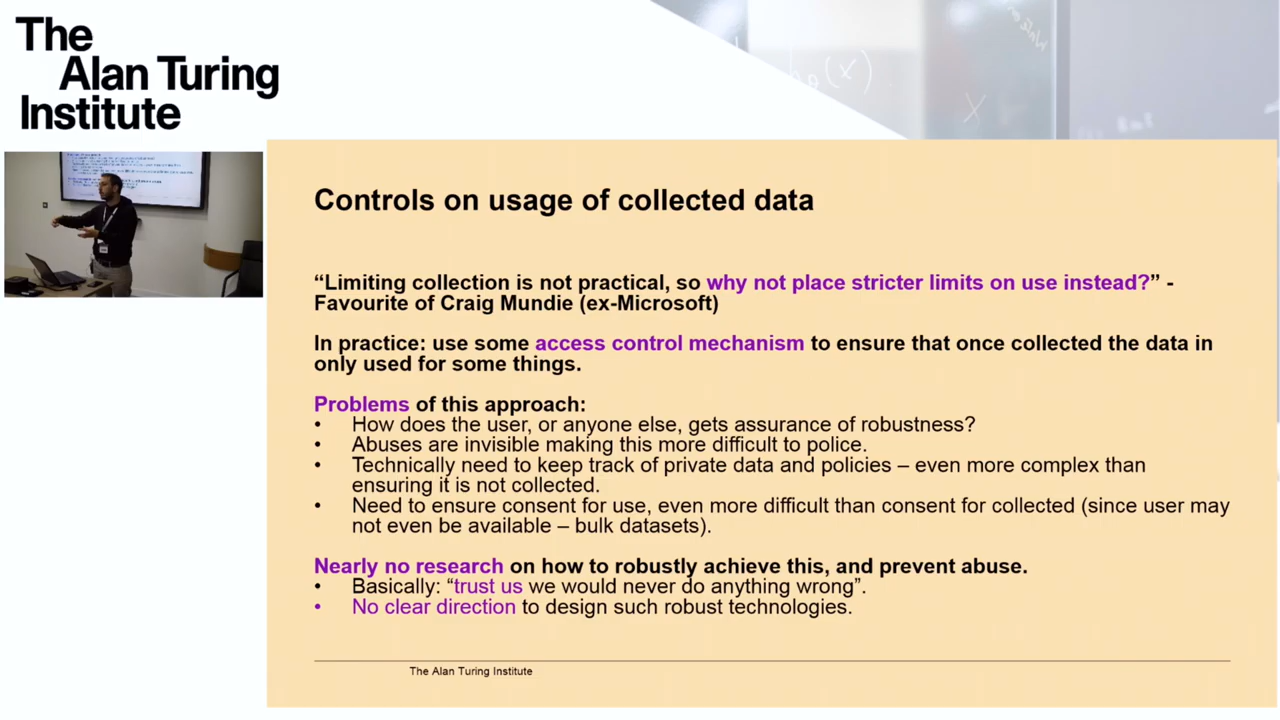 The
Alan Turing
Institute
Controls on usage of collected data
“Limiting collection is not practical, so why not place stricter limits on use instead?” -
Favourite of Craig Mundie (ex-Microsoft)
In practice: use some access control mechanism to ensure that once collected the data in
only used for some things.
Problems of this approach:
• How does the user, or anyone else, gets assurance of robustness?
• Abuses are invisible making this more difficult to police.
• Technically need to keep track of private data and policies – even more complex than
ensuring it is not collected.
• Need to ensure consent for use, even more difficult than consent for collected (since user may
not even be available – bulk datasets).
Nearly no research on how to robustly achieve this, and prevent abuse.
• Basically: “trust us we would never do anything wrong”.
• No clear direction to design such robust technologies.
The Alan Turing Institute